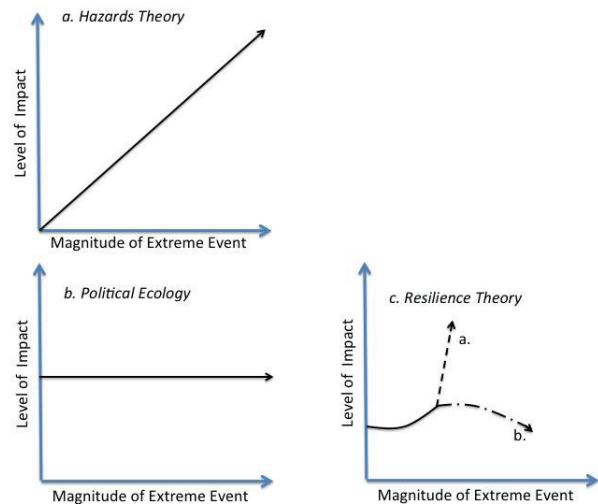 a. Hazards Theory
Level of Impact
Magnitude of Extreme Event
b. Political Ecology
Level of Impact
Magnitude of Extreme Event
c. Resilience Theory
a.
b.
Level of Impact
Magnitude of Extreme Event